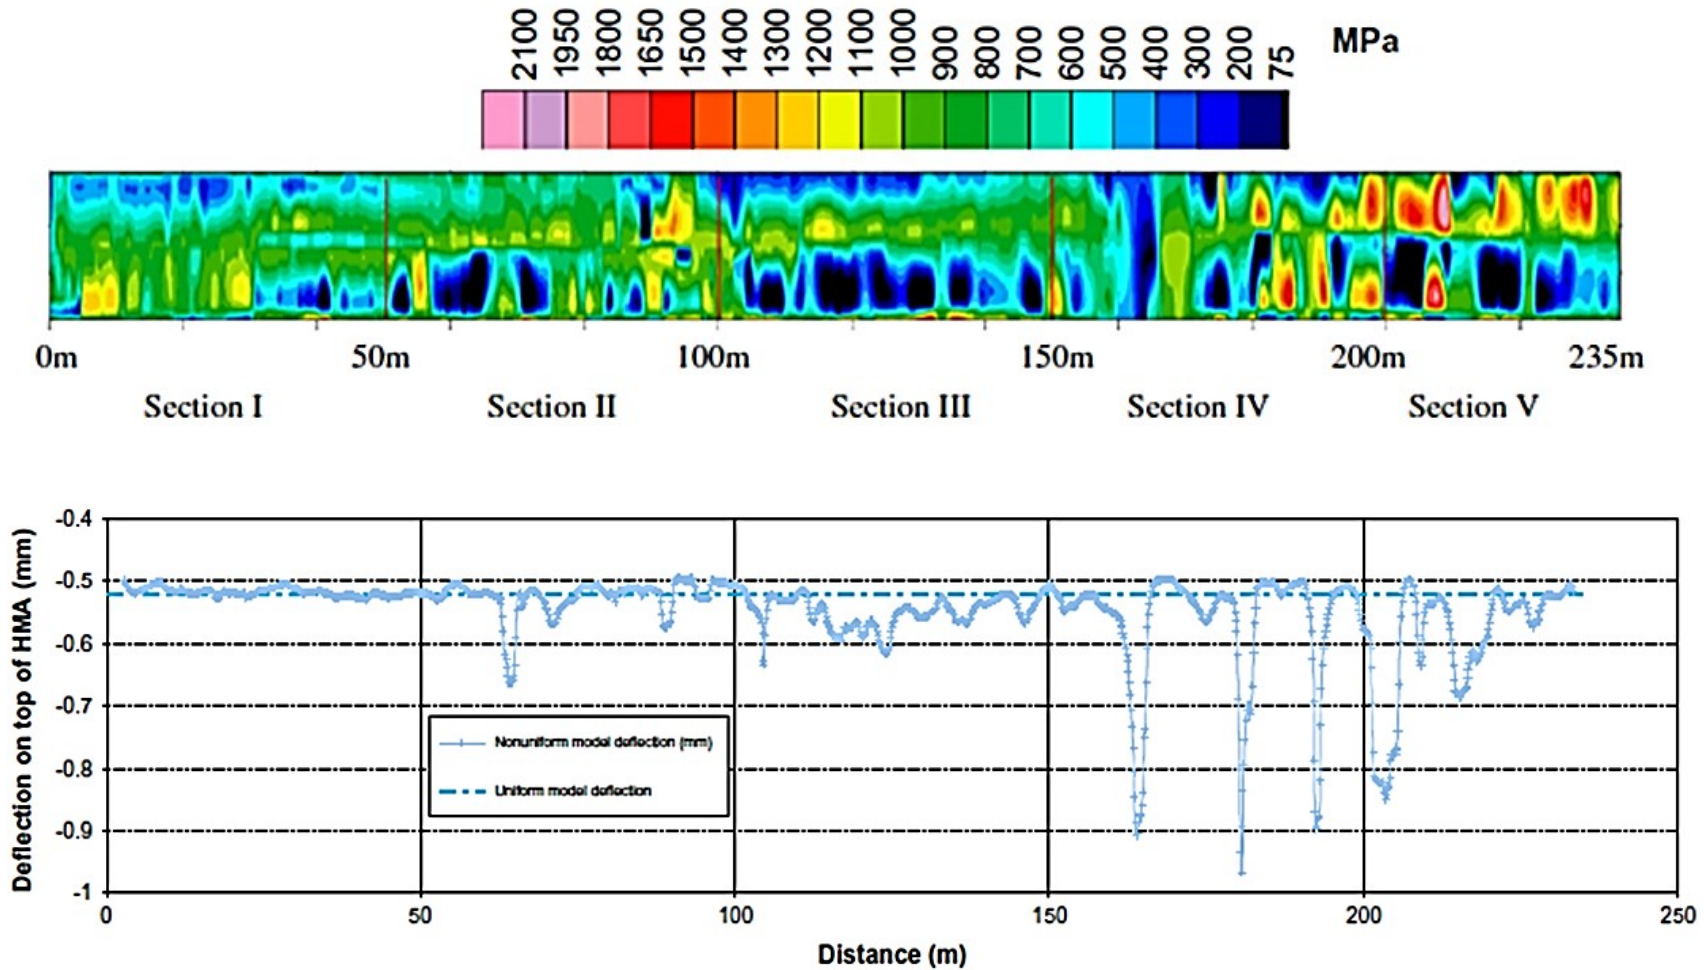 2100 1950 1800 1650 1500 1400 1300 1200 1100 1000 900 800 700 600 500 400 300 200 75 MPa
0m 50m 100m 150m 200m 235m
Section I Section II Section III Section IV Section V
Deflection on top of HMA (mm)
-0.4
-0.5
-0.6
-0.7
-0.8
-0.9
-1
Nonuniform model deflection (mm)
Uniform model deflection
0 50 100 150 200 250
Distance (m)